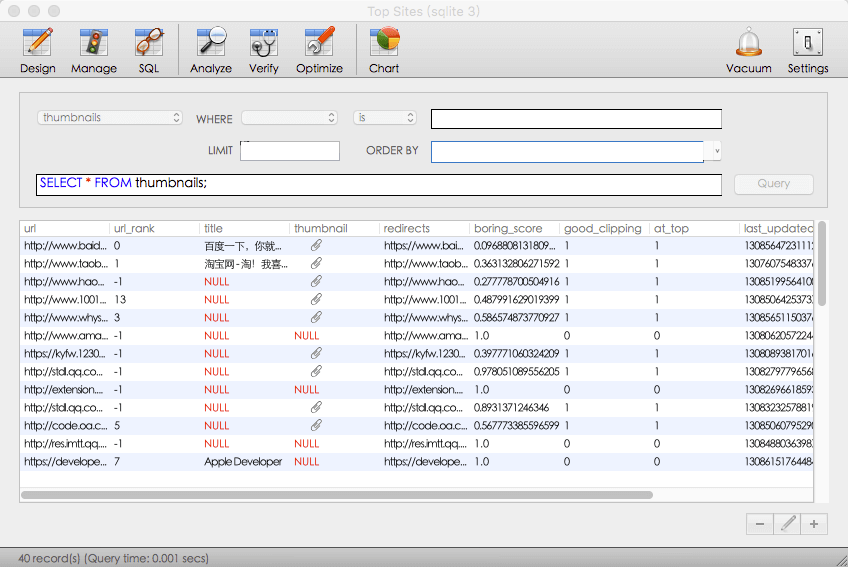 Top Sites (sqlite 3)
Design Manage SQL Analyze Verify Optimize Chart Vacuum Settings
thumbnails WHERE is
LIMIT ORDER BY
SELECT * FROM thumbnails; Query
url url_rank title thumbnail redirects boring_score good_clipping at_top last_updated
http://www.baid... 0 百度一下，你就... https://www.bai... 0.0968808131809... 1 1 1308564723111
http://www.taob... 1 淘宝网-淘！我喜... http://www.taob... 0.363132806271592 1 1 1307607548337
http://www.hao... -1 NULL http://www.hao... 0.277778700504916 1 1 130851995641
http://www.1001... 13 NULL http://www.1001... 0.487991629019399 1 1 130850642537
http://www.whys... 3 NULL http://www.whys... 0.586574873770927 1 1 130856511503
http://www.ama... -1 NULL NULL http://www.ama... 1.0 0 0 130806205722
https://kyfw.1230... -1 NULL https://kyfw.1230... 0.397771060324209 1 1 130808938170
http://stdl.qq.co... -1 NULL http://stdl.qq.co... 0.978051089556205 1 1 130827977965
http://extension.... -1 NULL NULL http://extension.... 1.0 0 0 130826966185
http://stdl.qq.co... -1 NULL http://stdl.qq.co... 0.8931371246346 1 1 130832325788
http://code.oa.c... 5 NULL http://code.oa.c... 0.567773385596599 1 1 130850607952
http://res.imtt.qq.... -1 NULL NULL http://res.imtt.qq.... 1.0 0 0 130848803639
https://develope... 7 Apple Developer NULL https://develope... 1.0 0 0 130861517644
40 record(s) (Query time: 0.001 secs)